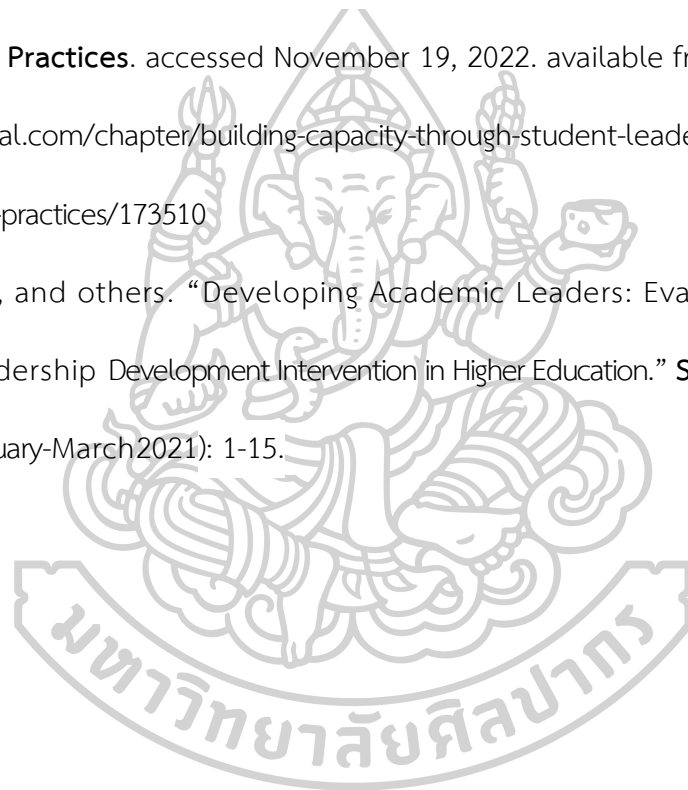 Practices. accessed November 19, 2022. available fr
al.com/chapter/building-capacity-through-student-leade
-practices/173510
, and others. “Developing Academic Leaders: Eva
dership Development Intervention in Higher Education.” S
uary-March2021): 1-15.
มหาวิทยาลัยศิลปากร